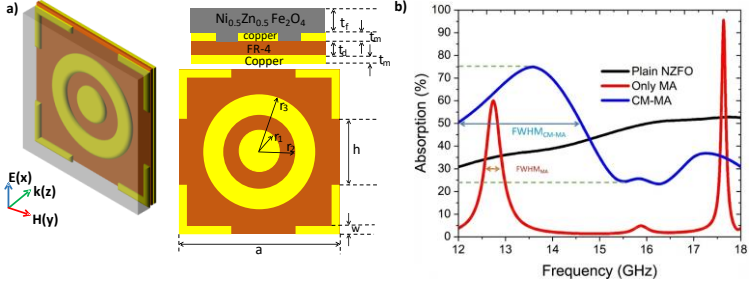 a)
Ni0.5Zn0.5 Fe2O4
copper
FR-4
Copper
tf
tm
td
tm
r3
r1
r2
h
w
a
E(x)
k(z)
H(y)
b)
Absorption (%)
100
90
80
70
60
50
40
30
20
10
0
Plain NZFO
Only MA
CM-MA
FWHMCM-MA
FWHMMA
12 13 14 15 16 17 18
Frequency (GHz)